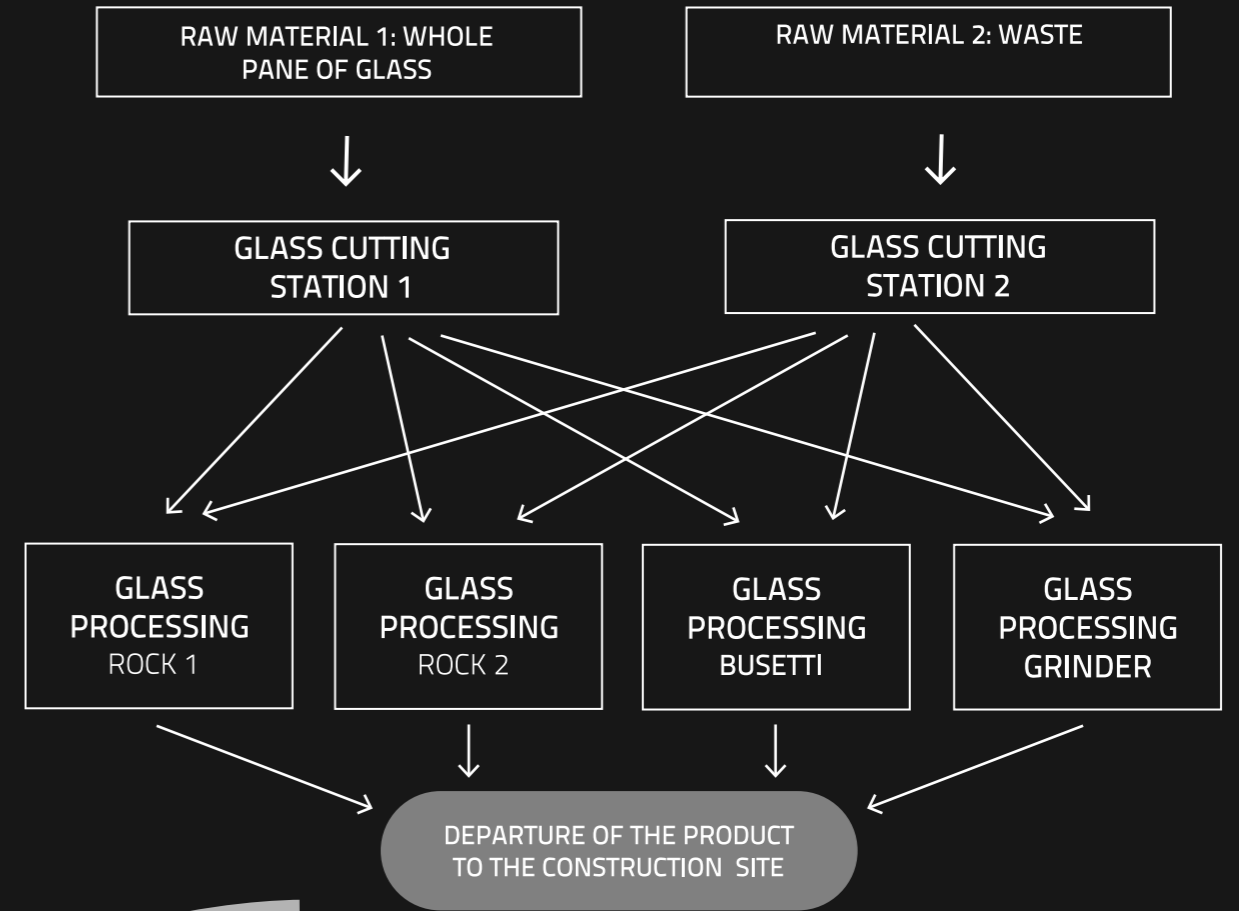 RAW MATERIAL 1: WHOLE
PANE OF GLASS
RAW MATERIAL 2: WASTE
GLASS CUTTING
STATION 1
GLASS CUTTING
STATION 2
GLASS
PROCESSING
ROCK 1
GLASS
PROCESSING
ROCK 2
GLASS
PROCESSING
BUSETTI
GLASS
PROCESSING
GRINDER
DEPARTURE OF THE PRODUCT
TO THE CONSTRUCTION SITE